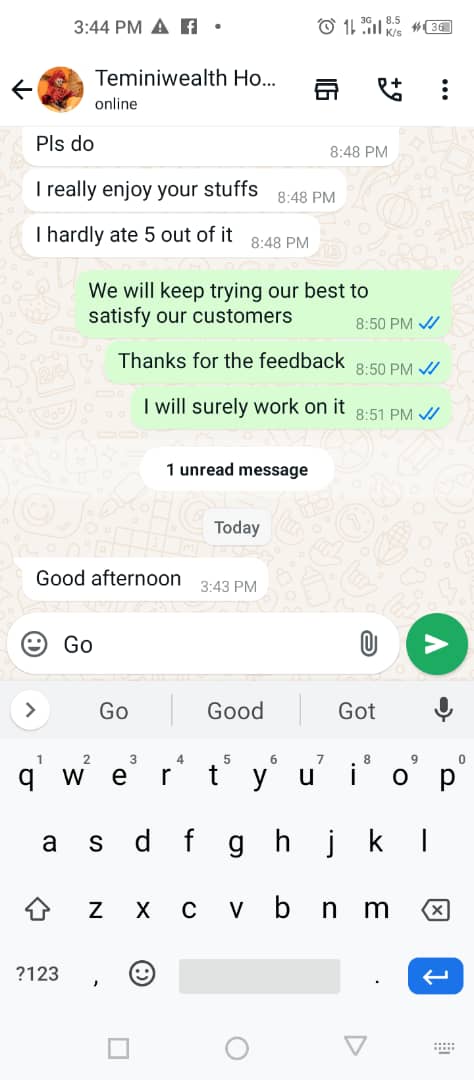 3:44 PM
3G 8.5 K/s 36
Teminiwealth Ho...
online
Pls do
8:48 PM
I really enjoy your stuffs 8:48 PM
I hardly ate 5 out of it 8:48 PM
We will keep trying our best to
satisfy our customers 8:50 PM
Thanks for the feedback 8:50 PM
I will surely work on it 8:51 PM
1 unread message
Today
Good afternoon 3:43 PM
Go
Go Good Got
1 2 3 4 5 6 7 8 9 0
q w e r t y u i o p
a s d f g h j k l
z x c v b n m
?123 , .